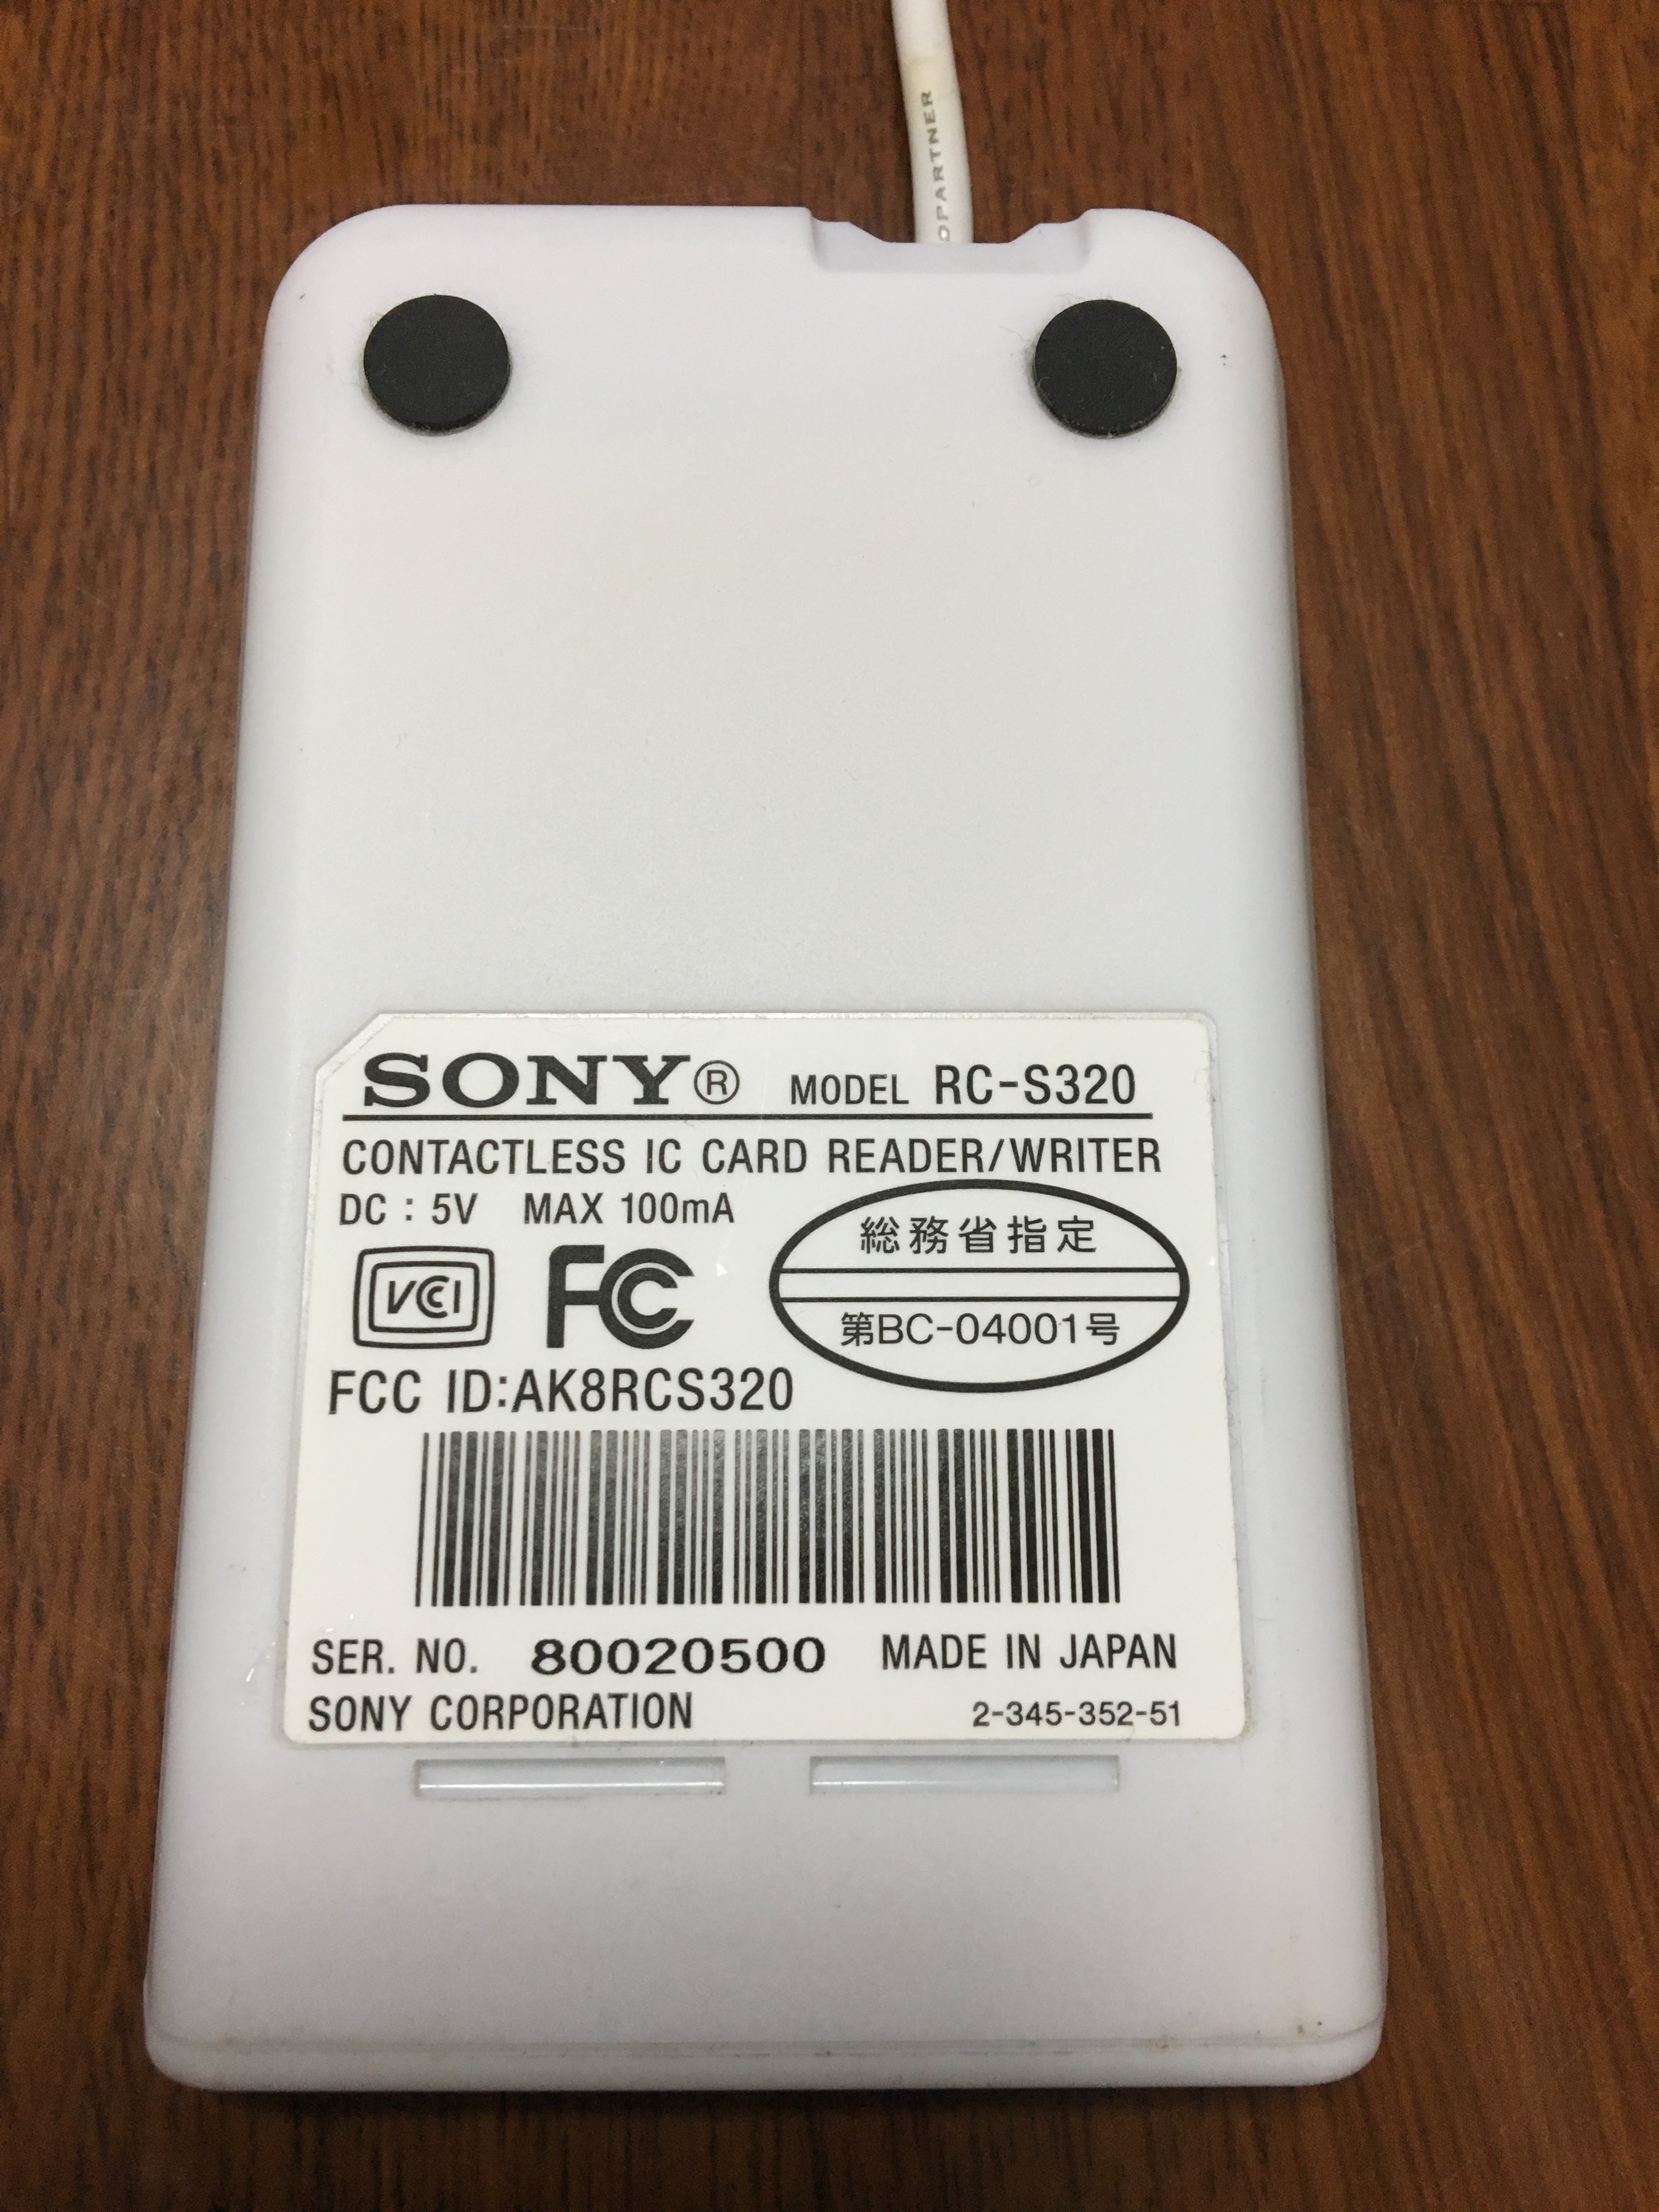 OPARTNER
SONY® MODEL RC-S320
CONTACTLESS IC CARD READER/WRITER
DC : 5V MAX 100mA
総務省指定
VCCI FC
第BC-04001号
FCC ID:AK8RCS320
SER. NO. 80020500 MADE IN JAPAN
SONY CORPORATION 2-345-352-51